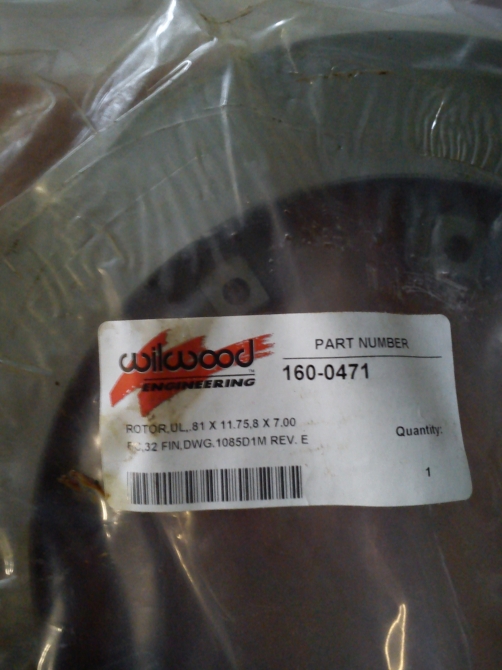 wilwood™
ENGINEERING
PART NUMBER
160-0471
ROTOR,UL,.81 X 11.75,8 X 7.00
32 FIN,DWG.1085D1M REV. E
Quantity:
1